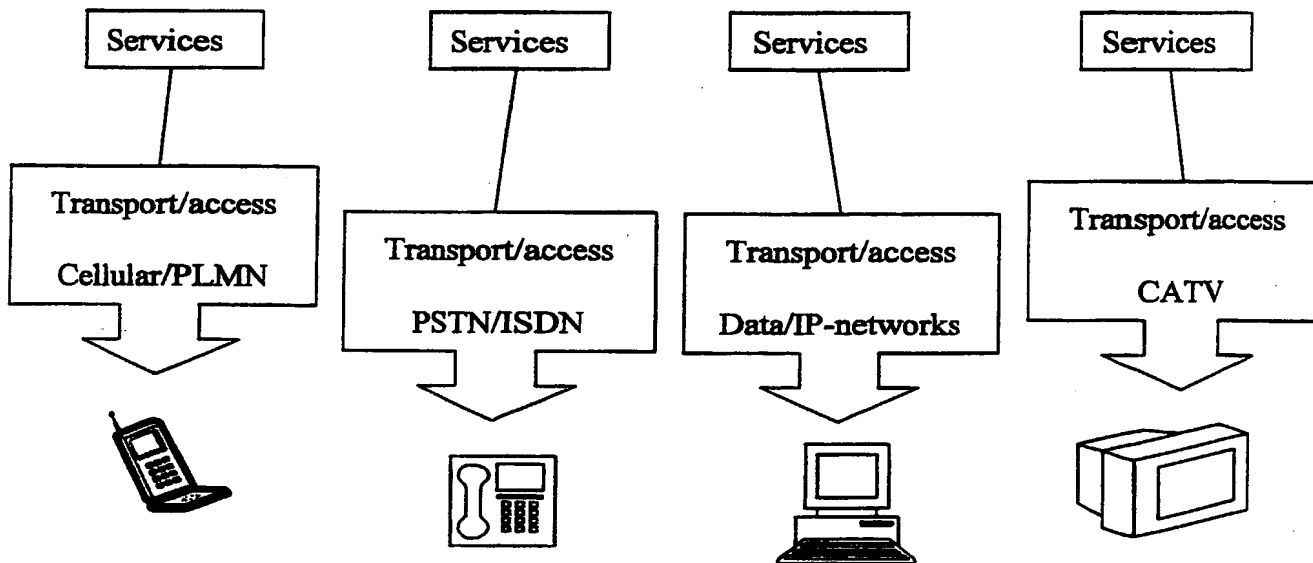 Services
Services
Services
Services
Transport/access
Cellular/PLMN
Transport/access
PSTN/ISDN
Transport/access
Data/IP-networks
Transport/access
CATV